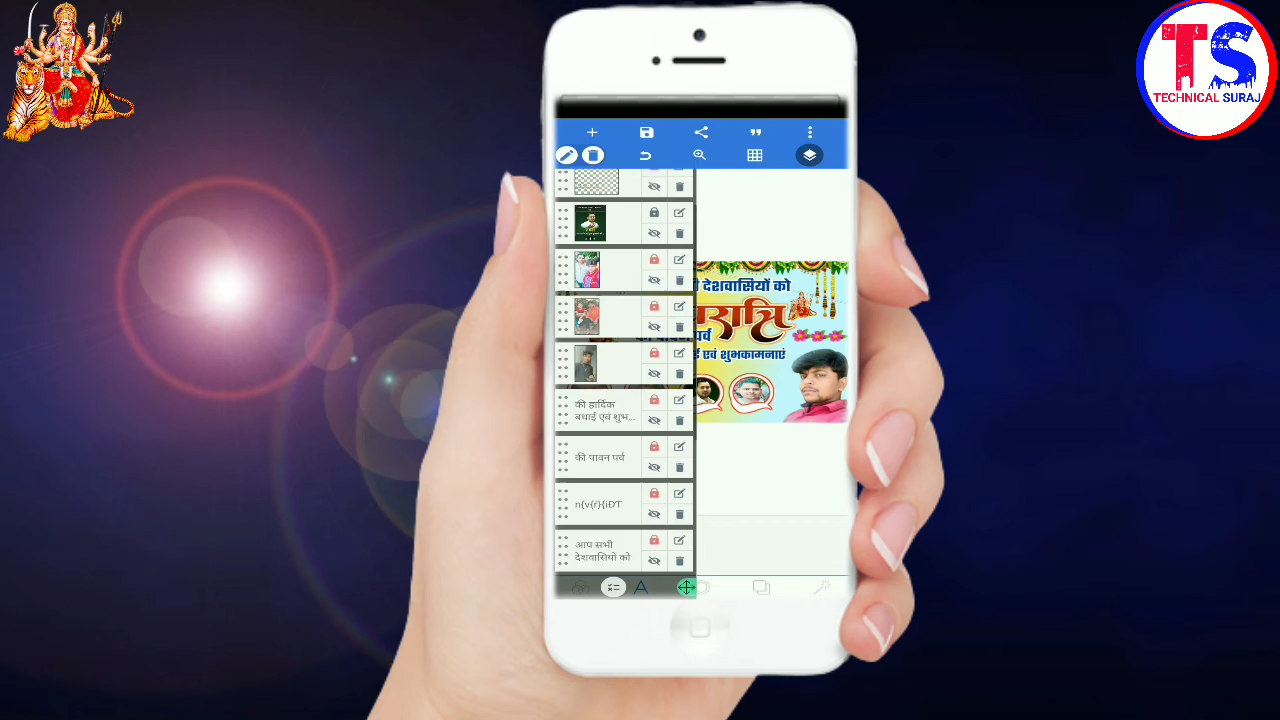 TS
TECHNICAL SURAJ
की हार्दिक
बधाई एवं शुभ...
की पावन पर्व
n{v{ŕ}{iÐT
आप सभी
देशवासियों को
देशवासियों को
पर्व
एवं शुभकामनाएं